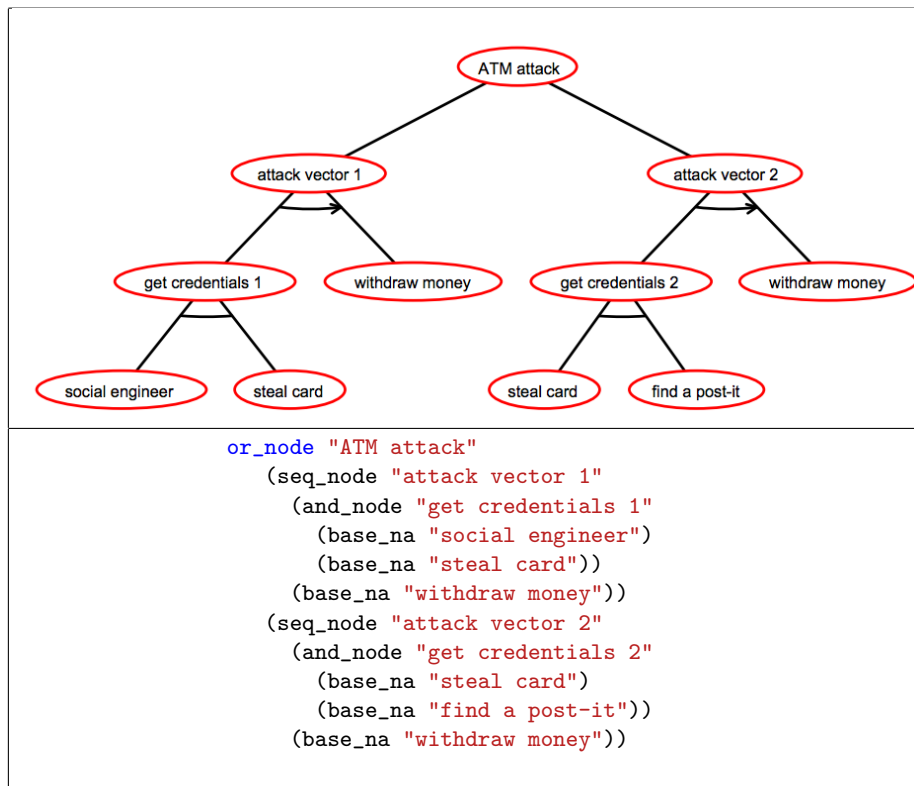 ATM attack
attack vector 1
attack vector 2
get credentials 1
withdraw money
get credentials 2
withdraw money
social engineer
steal card
steal card
find a post-it
or_node "ATM attack"
(seq_node "attack vector 1"
(and_node "get credentials 1"
(base_na "social engineer")
(base_na "steal card"))
(base_na "withdraw money"))
(seq_node "attack vector 2"
(and_node "get credentials 2"
(base_na "steal card")
(base_na "find a post-it"))
(base_na "withdraw money"))